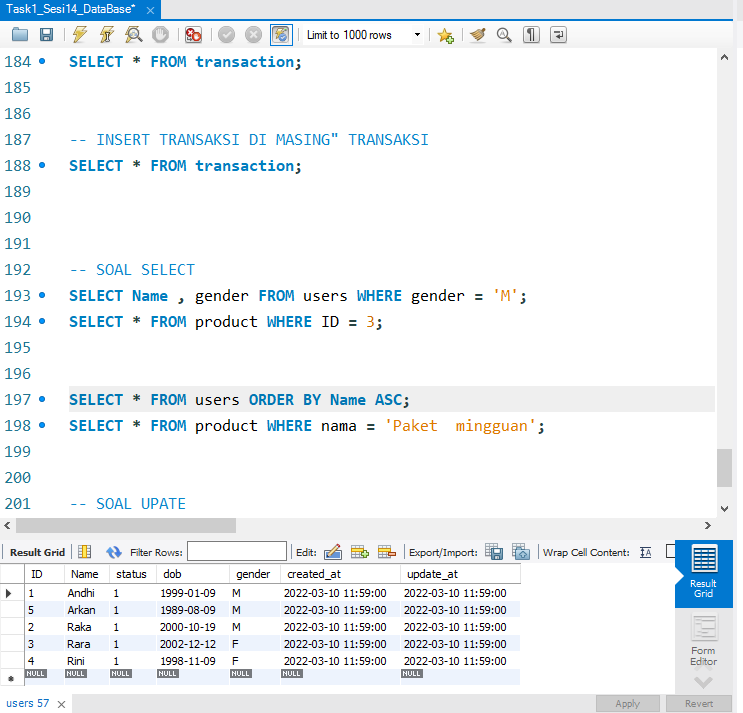 Task1_Sesi14_DataBase* ×
Limit to 1000 rows
184 SELECT * FROM transaction;
185
186
187 -- INSERT TRANSAKSI DI MASING" TRANSAKSI
188 SELECT * FROM transaction;
189
190
191
192 -- SOAL SELECT
193 SELECT Name , gender FROM users WHERE gender = 'M';
194 SELECT * FROM product WHERE ID = 3;
195
196
197 SELECT * FROM users ORDER BY Name ASC;
198 SELECT * FROM product WHERE nama = 'Paket  mingguan';
199
200
201 -- SOAL UPATE
Result Grid Filter Rows: Edit: Export/Import: Wrap Cell Content:
ID Name status dob gender created_at update_at
1 Andhi 1 1999-01-09 M 2022-03-10 11:59:00 2022-03-10 11:59:00
5 Arkan 1 1989-08-09 M 2022-03-10 11:59:00 2022-03-10 11:59:00
2 Raka 1 2000-10-19 M 2022-03-10 11:59:00 2022-03-10 11:59:00
3 Rara 1 2002-12-12 F 2022-03-10 11:59:00 2022-03-10 11:59:00
4 Rini 1 1998-11-09 F 2022-03-10 11:59:00 2022-03-10 11:59:00
NULL NULL NULL NULL NULL NULL NULL
Result
Grid
Form
Editor
users 57 ×
Apply Revert